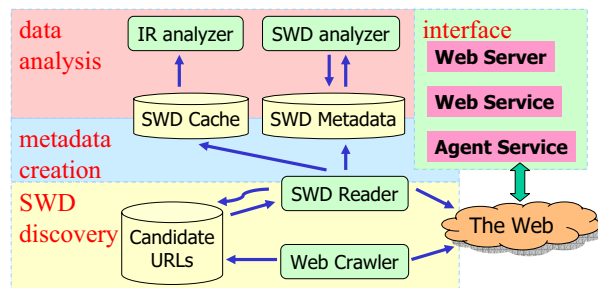 data
analysis
IR analyzer
SWD analyzer
interface
Web Server
Web Service
Agent Service
SWD Cache
SWD Metadata
metadata
creation
SWD
discovery
SWD Reader
Candidate
URLs
Web Crawler
The Web